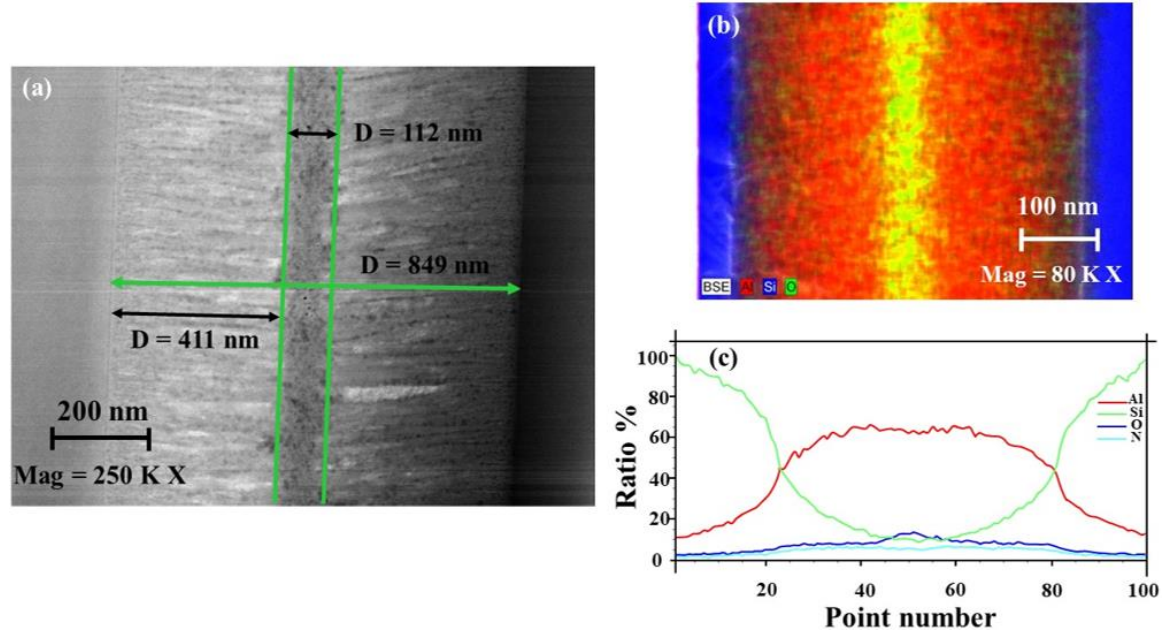 (a)
D = 112 nm
D = 849 nm
D = 411 nm
200 nm
Mag = 250 K X
(b)
100 nm
Mag = 80 K X
BSE Al Si O
(c)
Ratio %
100
80
60
40
20
0
Al
Si
O
N
20 40 60 80 100
Point number